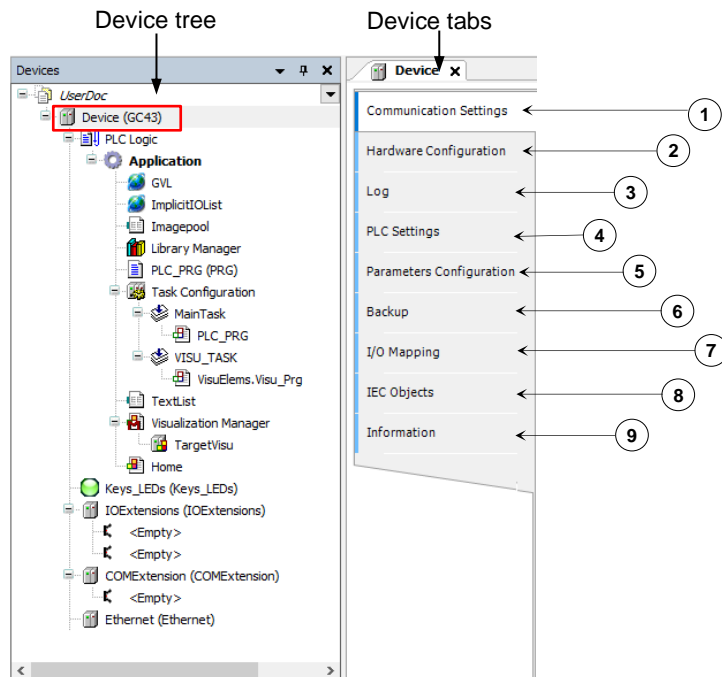 Device tree
Device tabs
Devices
UserDoc
Device (GC43)
PLC Logic
Application
GVL
ImplicitIOList
Imagepool
Library Manager
PLC_PRG (PRG)
Task Configuration
MainTask
PLC_PRG
VISU_TASK
VisuElems.Visu_Prg
TextList
Visualization Manager
TargetVisu
Home
Keys_LEDs (Keys_LEDs)
IOExtensions (IOExtensions)
<Empty>
<Empty>
COMExtension (COMExtension)
<Empty>
Ethernet (Ethernet)
Device
Communication Settings 1
Hardware Configuration 2
Log 3
PLC Settings 4
Parameters Configuration 5
Backup 6
I/O Mapping 7
IEC Objects 8
Information 9